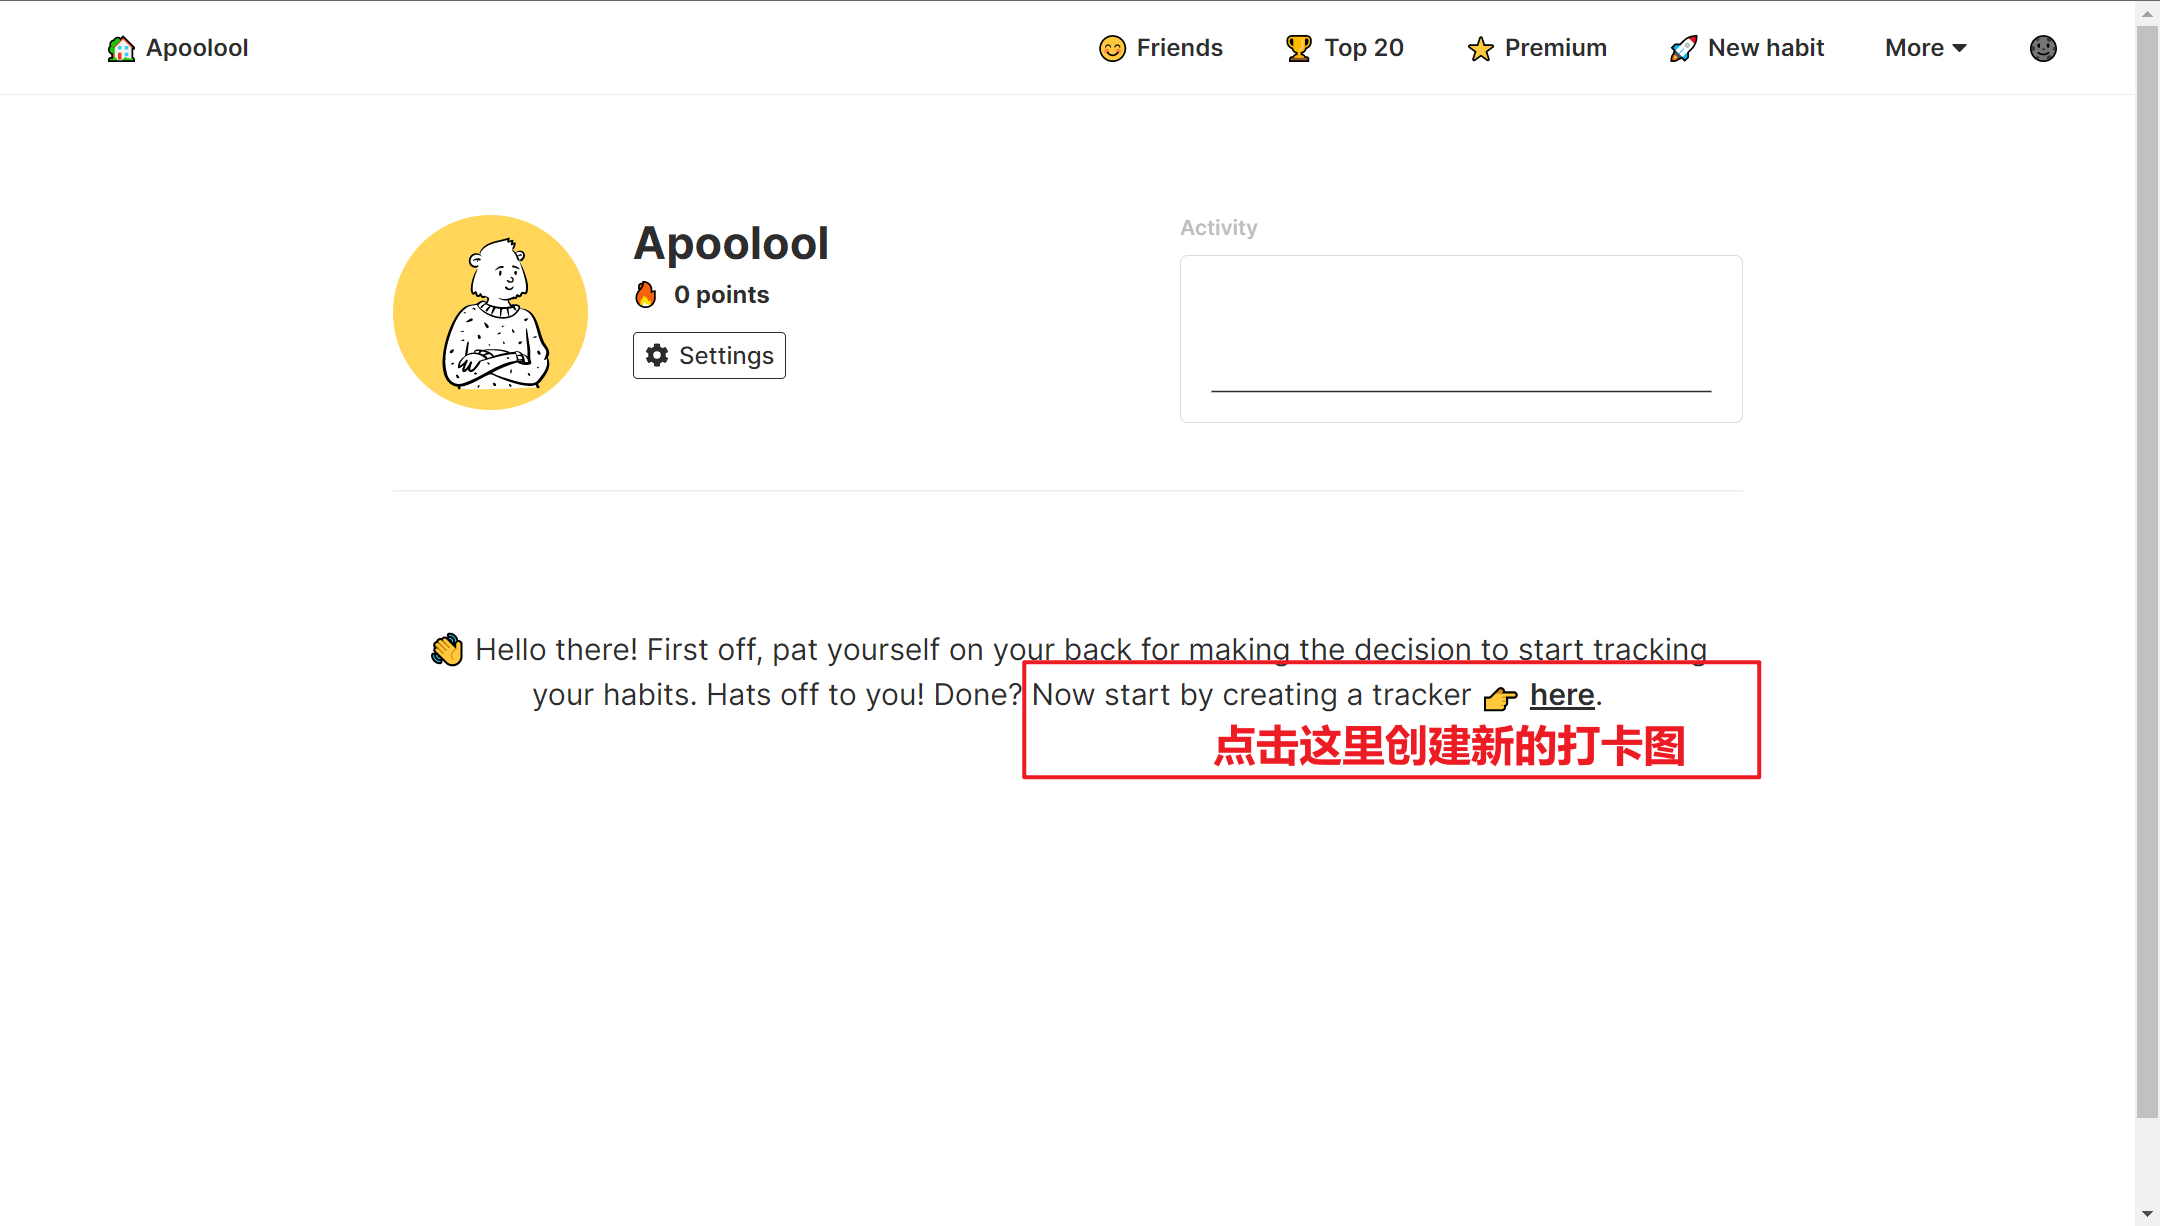 Apoolool
Friends
Top 20
Premium
New habit
More
Apoolool
0 points
Settings
Activity
Hello there! First off, pat yourself on your back for making the decision to start tracking
your habits. Hats off to you! Done? Now start by creating a tracker 👉 here.
点击这里创建新的打卡图